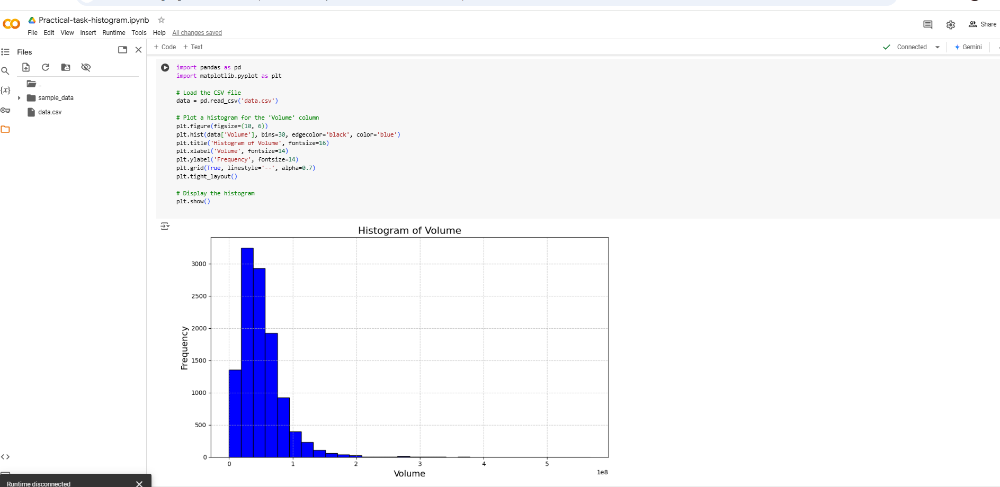 Practical-task-histogram.ipynb
File Edit View Insert Runtime Tools Help All changes saved
Share
Files
+ Code + Text
Connected
Gemini
..
sample_data
data.csv
import pandas as pd
import matplotlib.pyplot as plt
# Load the CSV file
data = pd.read_csv('data.csv')
# Plot a histogram for the 'Volume' column
plt.figure(figsize=(10, 6))
plt.hist(data['Volume'], bins=30, edgecolor='black', color='blue')
plt.title('Histogram of Volume', fontsize=16)
plt.xlabel('Volume', fontsize=14)
plt.ylabel('Frequency', fontsize=14)
plt.grid(True, linestyle='--', alpha=0.7)
plt.tight_layout()
# Display the histogram
plt.show()
Histogram of Volume
3000
2500
2000
1500
1000
500
0
Frequency
0 1 2 3 4 5
1e8
Volume
Runtime disconnected